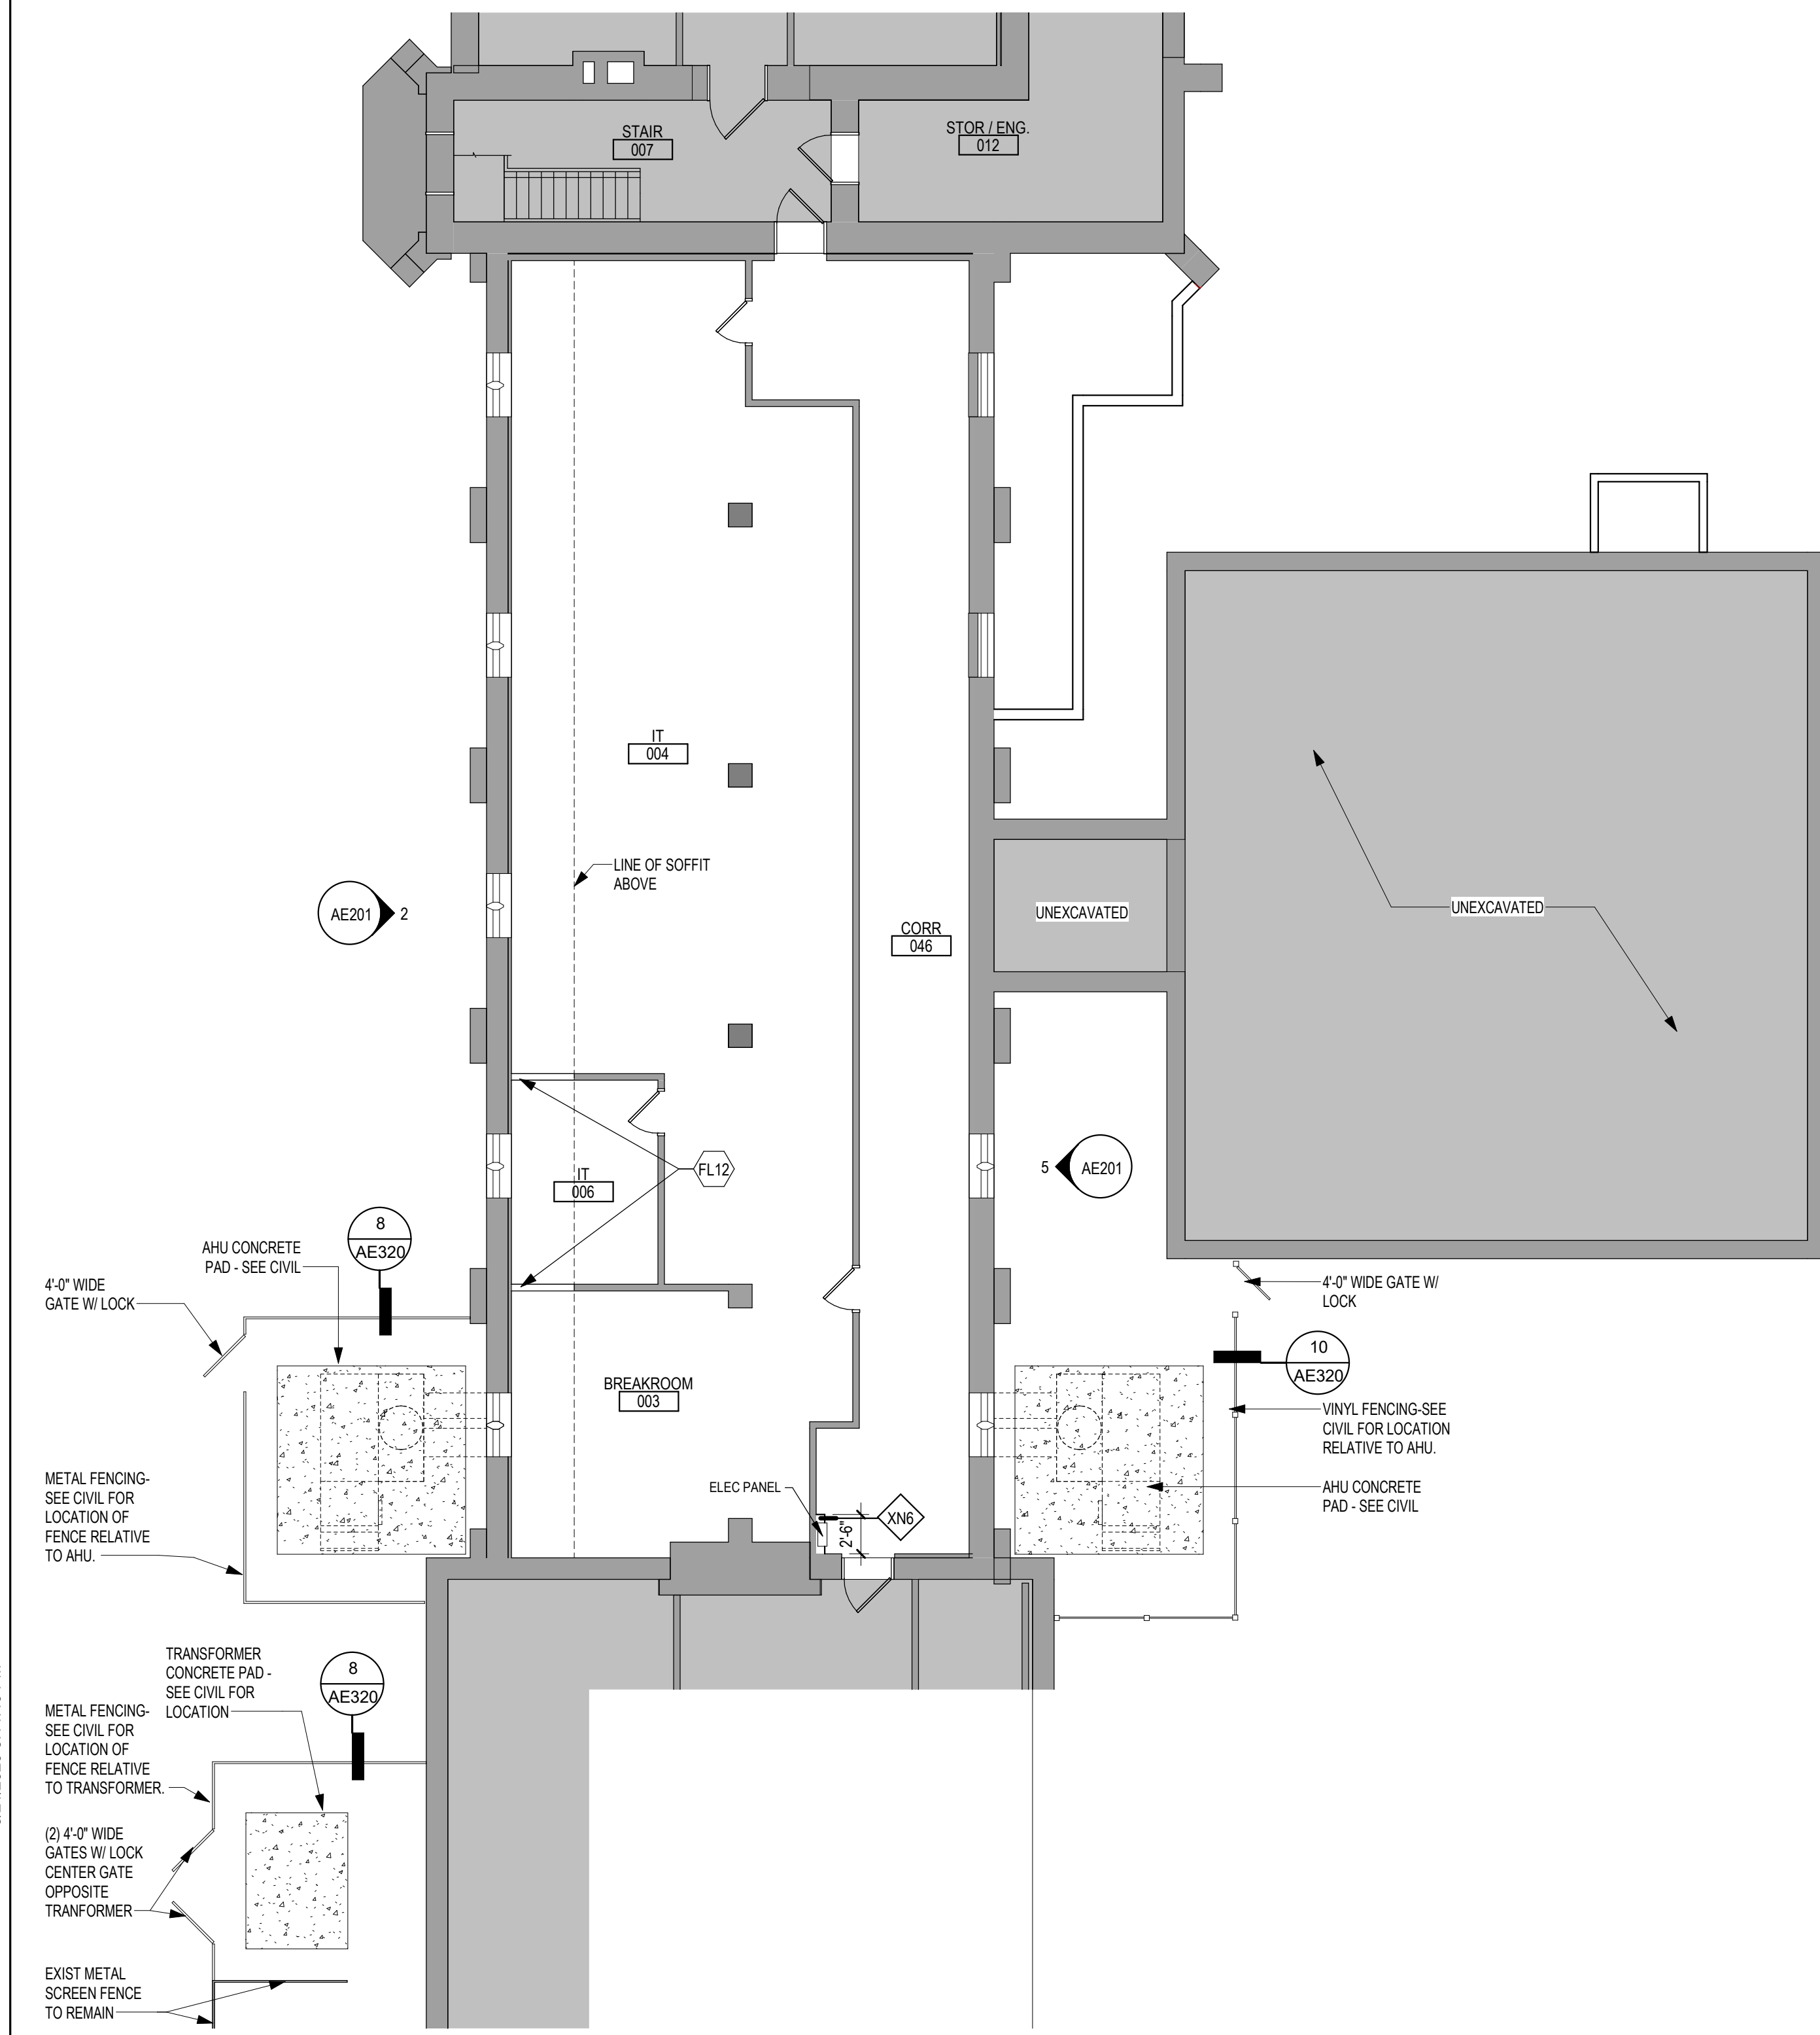 STAIR
007
STOR / ENG.
012
IT
004
LINE OF SOFFIT
ABOVE
AE201
2
CORR
046
UNEXCAVATED
UNEXCAVATED
5
AE201
FL12
IT
006
8
AE320
AHU CONCRETE
PAD - SEE CIVIL
4'-0" WIDE
GATE W/ LOCK
4'-0" WIDE GATE W/
LOCK
10
AE320
BREAKROOM
003
VINYL FENCING-SEE
CIVIL FOR LOCATION
RELATIVE TO AHU.
METAL FENCING-
SEE CIVIL FOR
LOCATION OF
FENCE RELATIVE
TO AHU.
ELEC PANEL
XN6
2'-6"
AHU CONCRETE
PAD - SEE CIVIL
TRANSFORMER
CONCRETE PAD -
SEE CIVIL FOR
LOCATION
8
AE320
METAL FENCING-
SEE CIVIL FOR
LOCATION OF
FENCE RELATIVE
TO TRANSFORMER.
(2) 4'-0" WIDE
GATES W/ LOCK
CENTER GATE
OPPOSITE
TRANFORMER
EXIST METAL
SCREEN FENCE
TO REMAIN